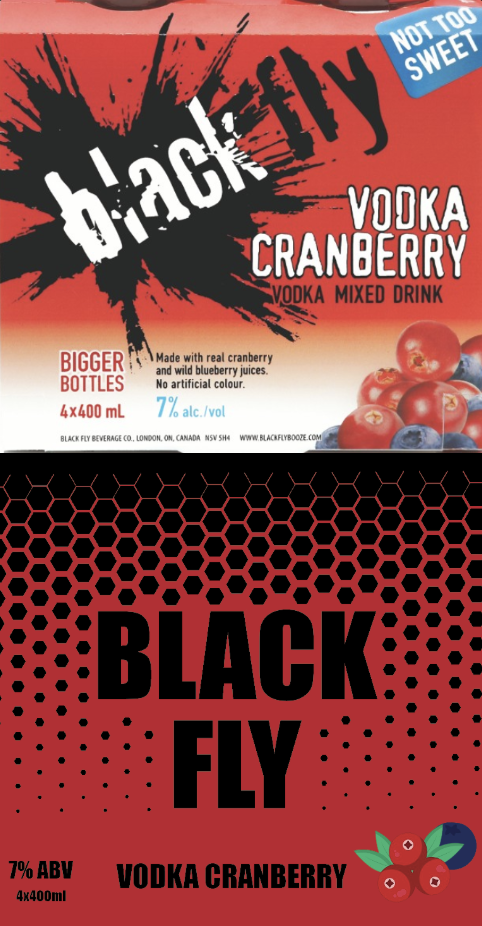 black fly
NOT TOO
SWEET
VODKA
CRANBERRY
VODKA MIXED DRINK
BIGGER
BOTTLES
4x400 mL
Made with real cranberry
and wild blueberry juices.
No artificial colour.
7% alc./vol
BLACK FLY BEVERAGE CO., LONDON, ON, CANADA N5V 5H4 WWW.BLACKFLYBOOZE.COM
BLACK
FLY
7% ABV
4x400ml
VODKA CRANBERRY